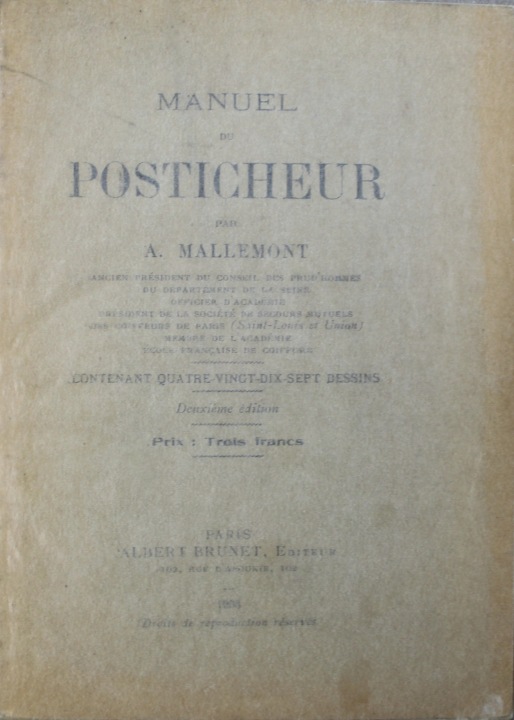 MANUEL
DU
POSTICHEUR
PAR
A. MALLEMONT
ANCIEN PRÉSIDENT DU CONSEIL DES PRUD'HOMMES
DU DÉPARTEMENT DE LA SEINE
OFFICIER D'ACADÉMIE
PRÉSIDENT DE LA SOCIÉTÉ DE SECOURS MUTUELS
DES COIFFEURS DE PARIS (Saint-Louis et Union)
MEMBRE DE L'ACADÉMIE
ÉCOLE FRANÇAISE DE COIFFURE
CONTENANT QUATRE-VINGT-DIX-SEPT DESSINS
Deuxième édition
Prix : Trois francs
PARIS
ALBERT BRUNET, ÉDITEUR
RUE
Droits de reproduction réservés